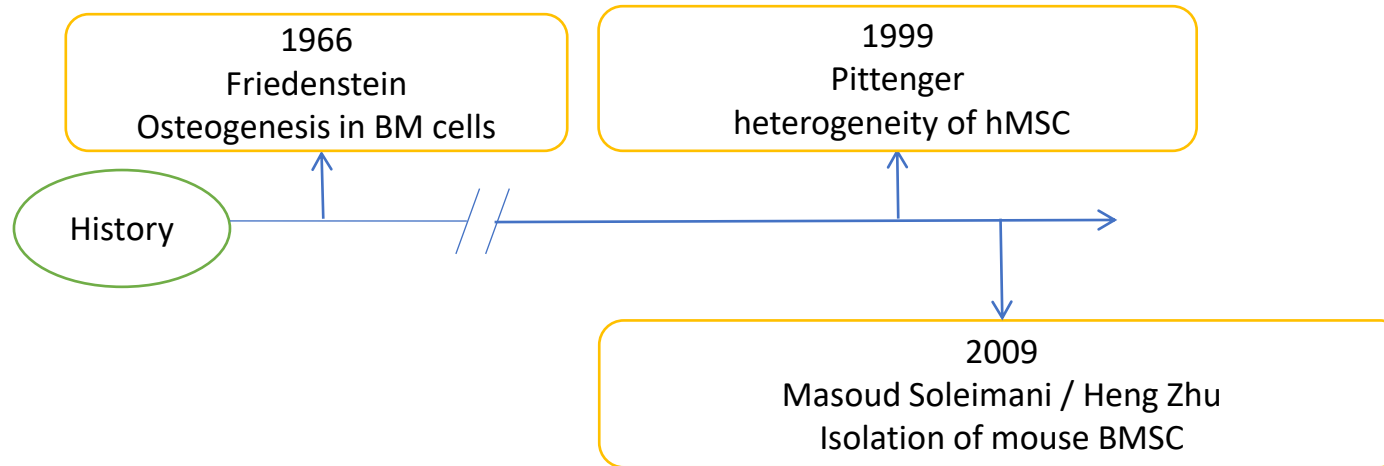 1966
Friedenstein
Osteogenesis in BM cells
1999
Pittenger
heterogeneity of hMSC
History
2009
Masoud Soleimani / Heng Zhu
Isolation of mouse BMSC